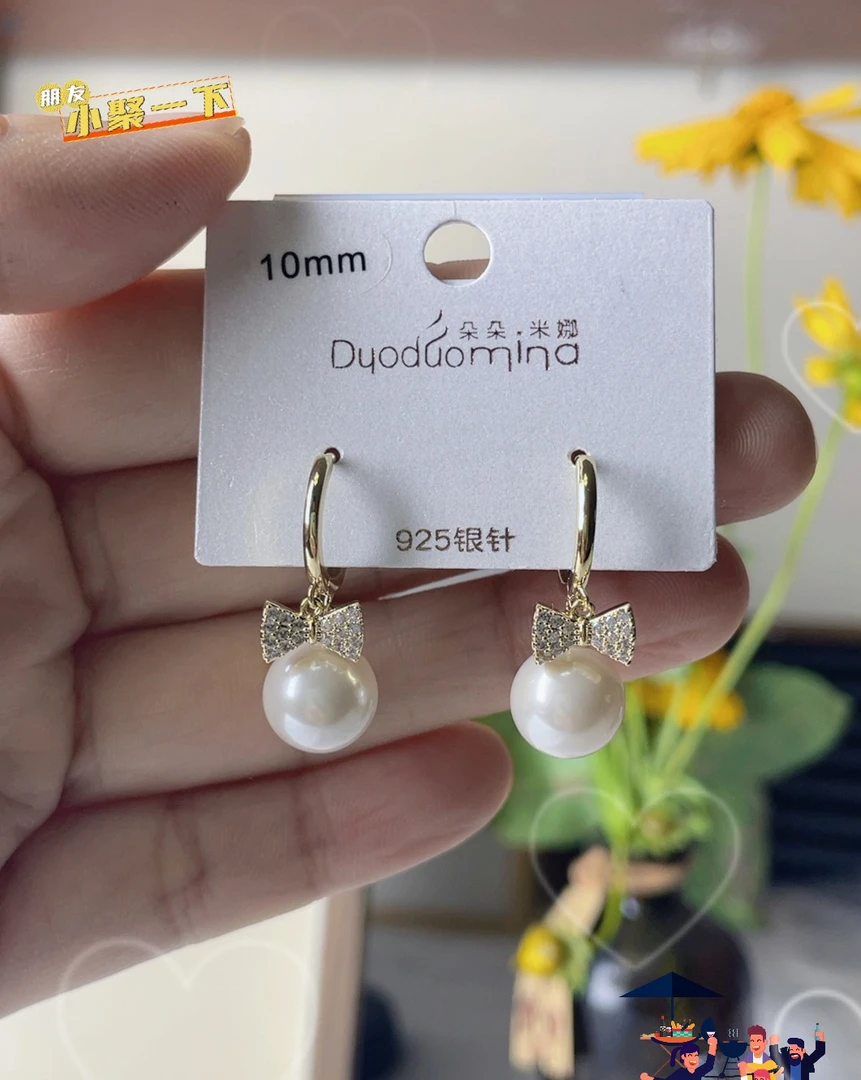 朋友
小聚一下
10mm
朵朵·米娜
Dyoduomina
925银针